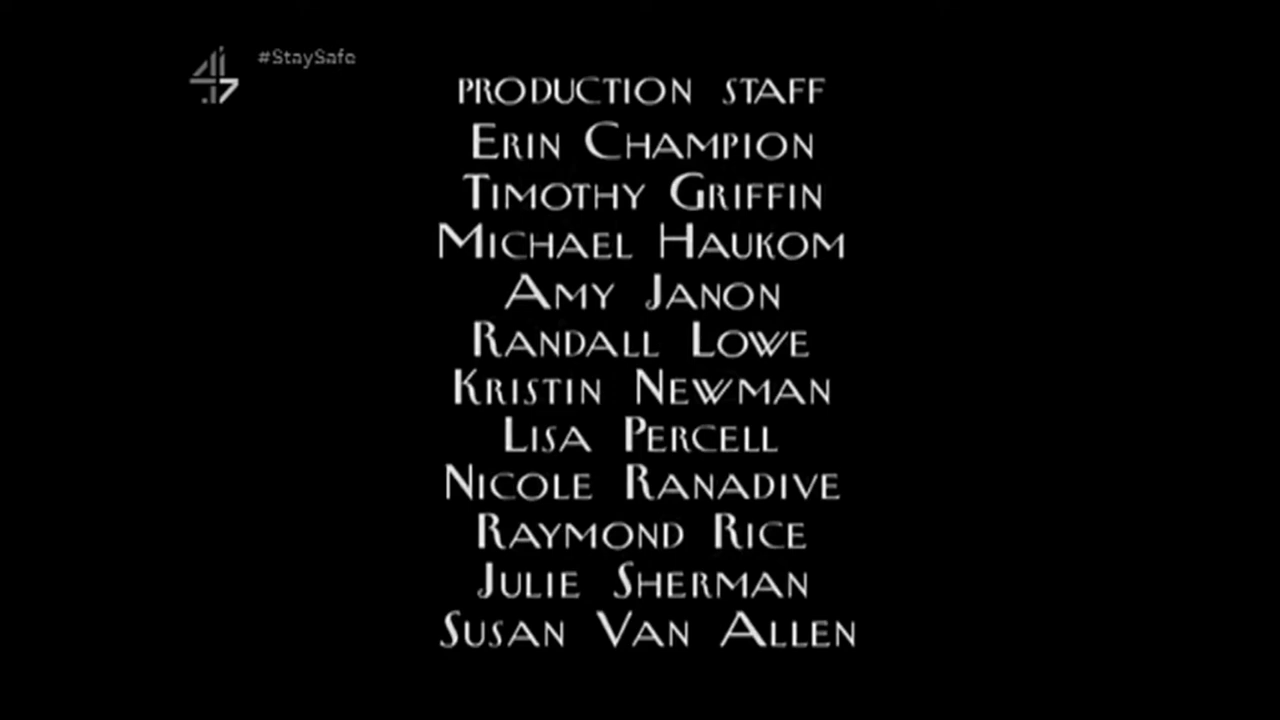 #StaySafe
PRODUCTION STAFF
ERIN CHAMPION
TIMOTHY GRIFFIN
MICHAEL HAUKOM
AMY JANON
RANDALL LOWE
KRISTIN NEWMAN
LISA PERCELL
NICOLE RANADIVE
RAYMOND RICE
JULIE SHERMAN
SUSAN VAN ALLEN